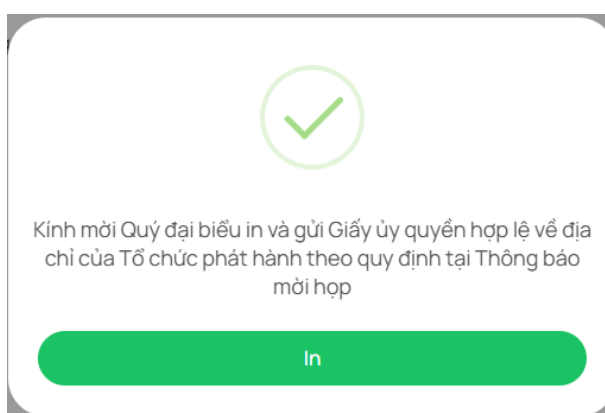 Kính mời Quý đại biểu in và gửi Giấy ủy quyền hợp lệ về địa
chỉ của Tổ chức phát hành theo quy định tại Thông báo
mời họp
In